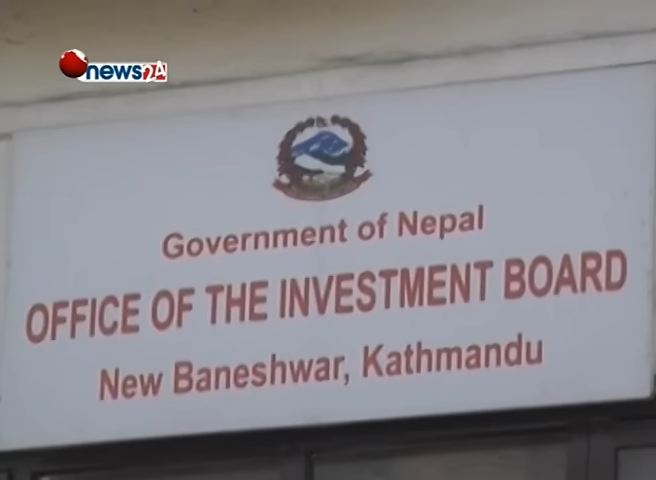 news24
Government of Nepal
OFFICE OF THE INVESTMENT BOARD
New Baneshwar, Kathmandu